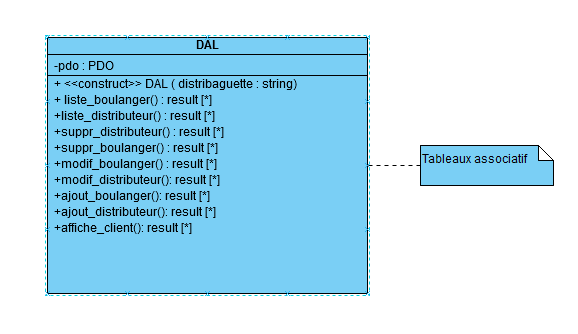 DAL
-pdo : PDO
+ <<construct>> DAL ( distribaguette : string)
+ liste_boulanger() : result [*]
+liste_distributeur() : result [*]
+suppr_distributeur() : result [*]
+suppr_boulanger() : result [*]
+modif_boulanger() : result [*]
+modif_distributeur(): result [*]
+ajout_boulanger(): result [*]
+ajout_distributeur(): result [*]
+affiche_client(): result [*]
Tableaux associatif